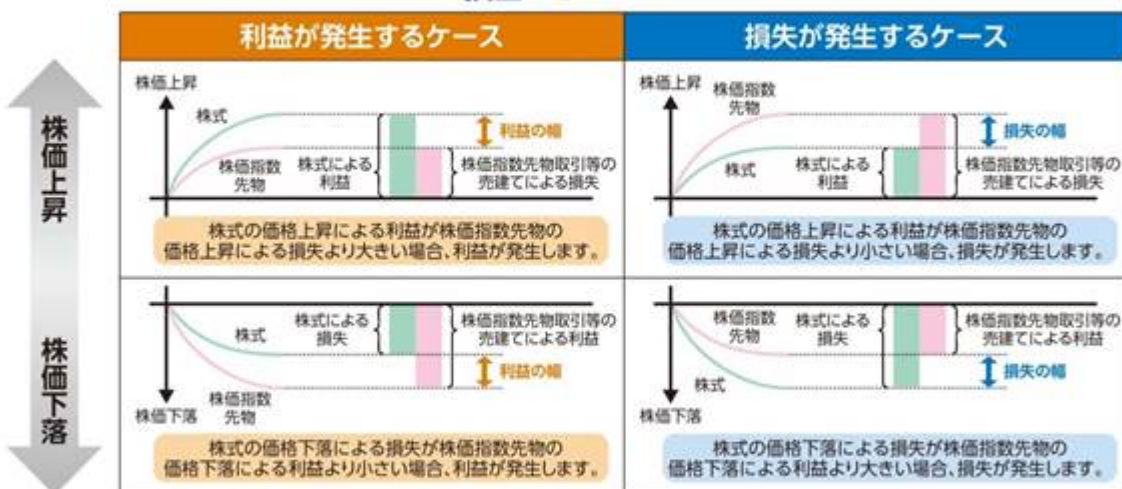 利益が発生するケース
損失が発生するケース
株価上昇
株価下落
株価上昇
株式
株価指数
先物
株式による
利益
利益の幅
株価指数先物取引等の
売建てによる損失
株式の価格上昇による利益が株価指数先物の
価格上昇による損失より大きい場合、利益が発生します。
株価上昇
株価指数
先物
株式
株式による
利益
損失の幅
株価指数先物取引等の
売建てによる損失
株式の価格上昇による利益が株価指数先物の
価格上昇による損失より小さい場合、損失が発生します。
株式
株価指数
先物
株価下落
株式による
損失
株価指数先物取引等の
売建てによる利益
利益の幅
株式の価格下落による損失が株価指数先物の
価格下落による利益より小さい場合、利益が発生します。
株価指数
先物
株式
株価下落
株式による
損失
株価指数先物取引等の
売建てによる利益
損失の幅
株式の価格下落による損失が株価指数先物の
価格下落による利益より大きい場合、損失が発生します。